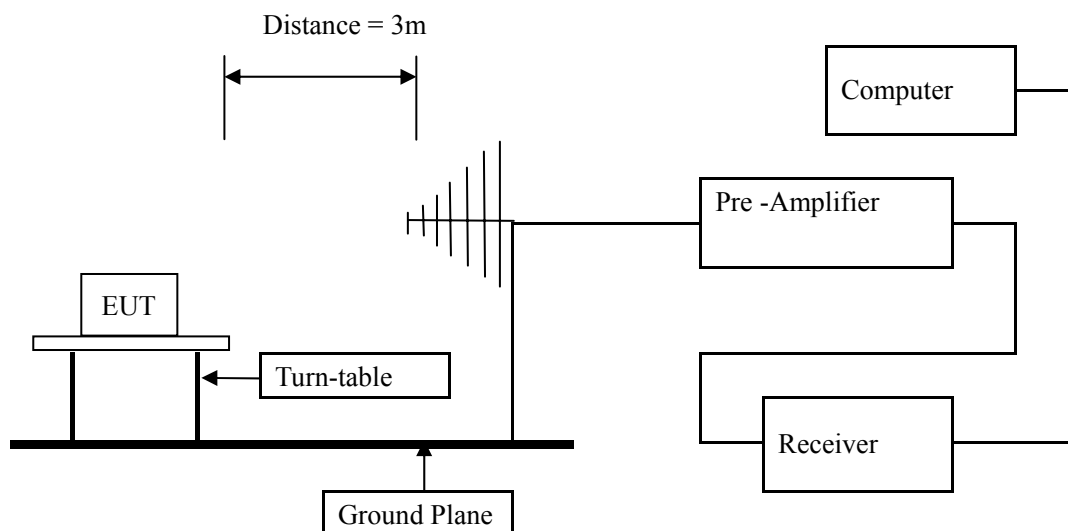 Distance = 3m
Computer
Pre -Amplifier
EUT
Turn-table
Receiver
Ground Plane